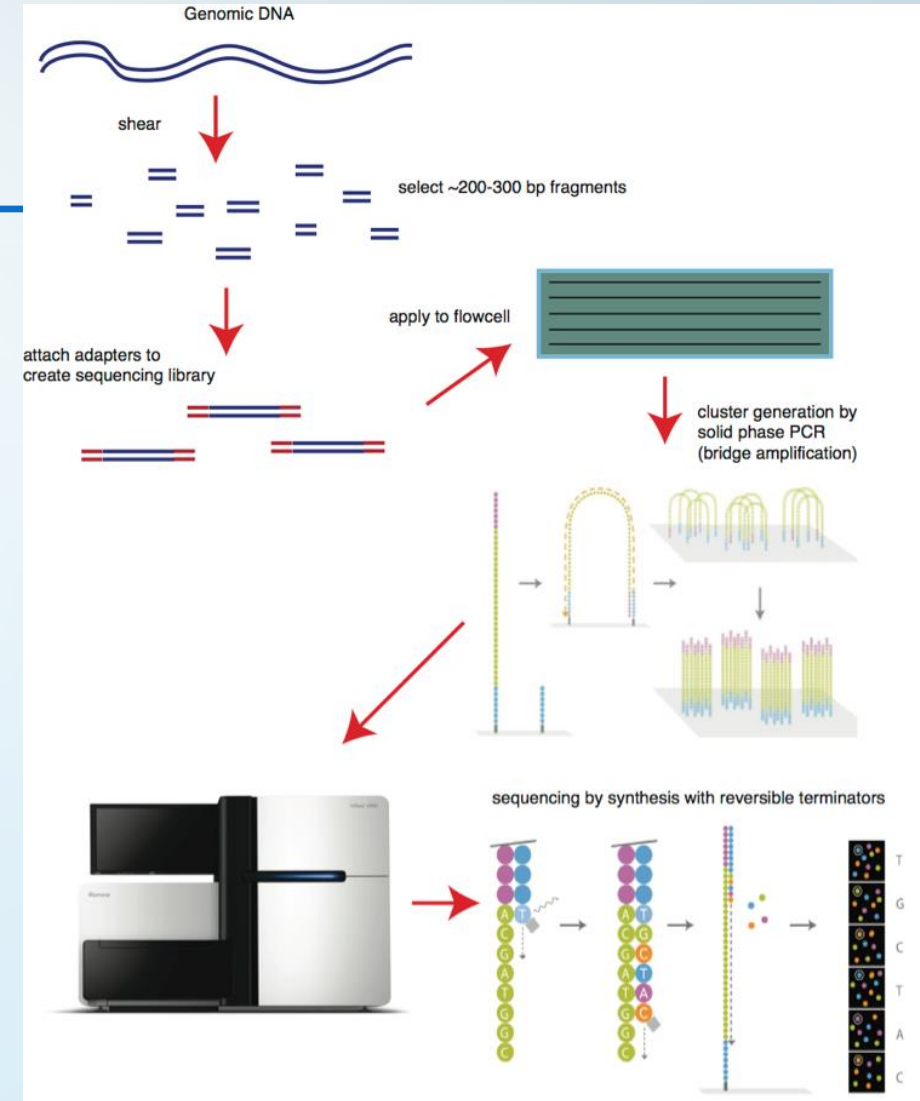 Genomic DNA
shear
select ~200-300 bp fragments
apply to flowcell
attach adapters to
create sequencing library
cluster generation by
solid phase PCR
(bridge amplification)
sequencing by synthesis with reversible terminators
A T
C
G
A
T
G
G
C
A T
C G
G C
A T
T A
G C
G
C
T
G
C
T
A
C